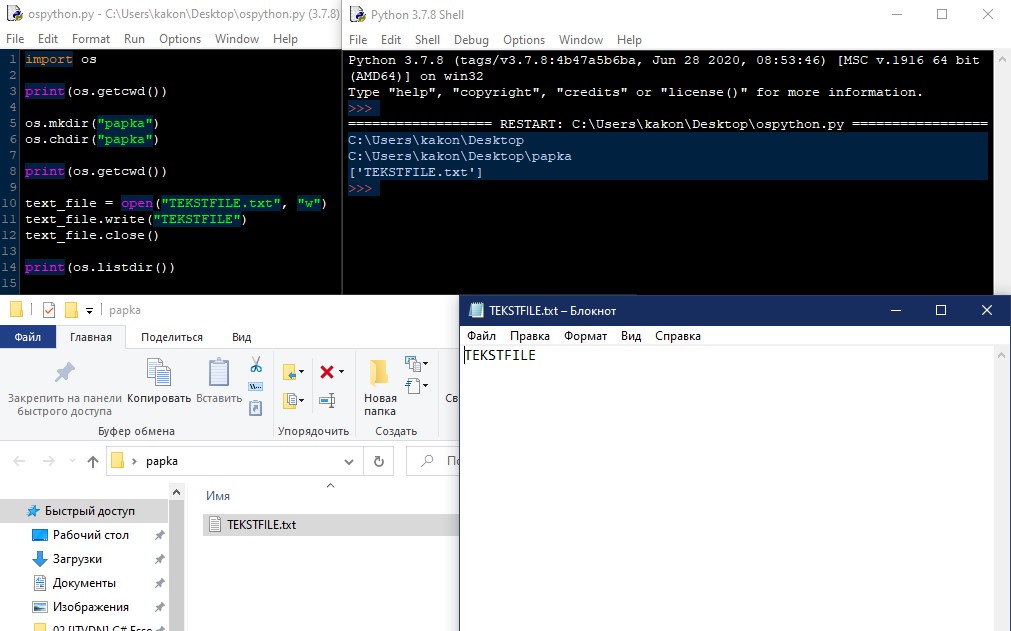 ospython.py - C:\Users\kakon\Desktop\ospython.py (3.7.8)
File Edit Format Run Options Window Help
1 import os
2
3 print(os.getcwd())
4
5 os.mkdir("papka")
6 os.chdir("papka")
7
8 print(os.getcwd())
9
10 text_file = open("TEKSTFILE.txt", "w")
11 text_file.write("TEKSTFILE")
12 text_file.close()
13
14 print(os.listdir())
15
Python 3.7.8 Shell
File Edit Shell Debug Options Window Help
Python 3.7.8 (tags/v3.7.8:4b47a5b6ba, Jun 28 2020, 08:53:46) [MSC v.1916 64 bit
(AMD64)] on win32
Type "help", "copyright", "credits" or "license()" for more information.
>>>
================== RESTART: C:\Users\kakon\Desktop\ospython.py =================
C:\Users\kakon\Desktop
C:\Users\kakon\Desktop\papka
['TEKSTFILE.txt']
>>>
papka
Файл Главная Поделиться Вид
Закрепить на панели
быстрого доступа
Копировать
Вставить
Буфер обмена
Упорядочить
Новая
папка
Создать
Св
papka
По
Имя
TEKSTFILE.txt
Быстрый доступ
Рабочий стол
Загрузки
Документы
Изображения
02 [ITVDN] C# Esse
TEKSTFILE.txt – Блокнот
Файл Правка Формат Вид Справка
TEKSTFILE